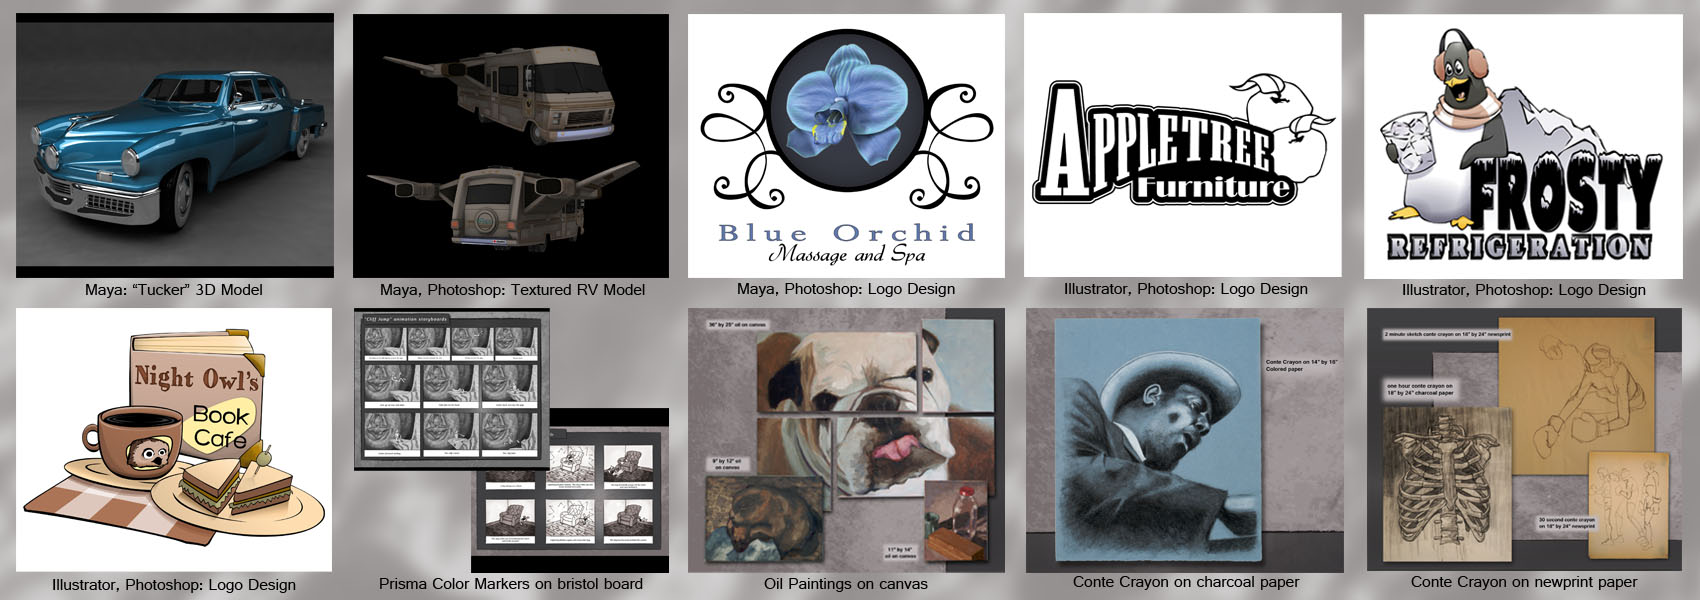 Maya: “Tucker” 3D Model
Maya, Photoshop: Textured RV Model
Blue Orchid
Massage and Spa
Maya, Photoshop: Logo Design
APPLETREE
Furniture
Illustrator, Photoshop: Logo Design
FROSTY
REFRIGERATION
Illustrator, Photoshop: Logo Design
Night Owl's
Book
Cafe
Illustrator, Photoshop: Logo Design
"Cliff Jump" animation storyboards
Prisma Color Markers on bristol board
36" by 28" oil on canvas
9" by 12" oil
on canvas
11" by 14"
oil on canvas
Oil Paintings on canvas
Conte Crayon on 14" by 16"
Colored paper
Conte Crayon on charcoal paper
2 minute sketch conte crayon on 18" by 24" newsprint
one hour conte crayon on
18" by 24" charcoal paper
30 second conte crayon
on 18" by 24" newsprint
Conte Crayon on newprint paper